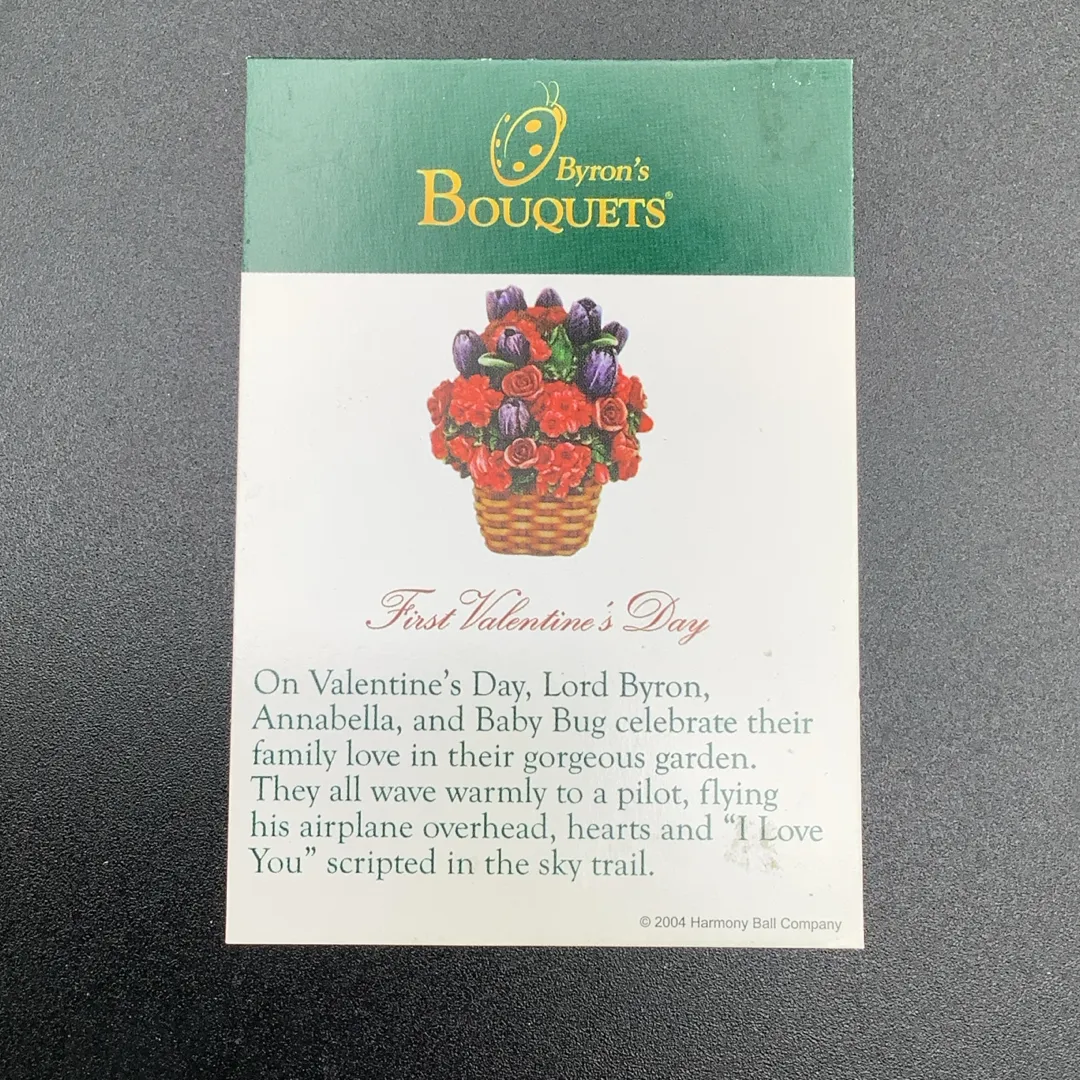 Byron's
BOUQUETS®
First Valentine's Day
On Valentine's Day, Lord Byron,
Annabella, and Baby Bug celebrate their
family love in their gorgeous garden.
They all wave warmly to a pilot, flying
his airplane overhead, hearts and “I Love
You” scripted in the sky trail.
© 2004 Harmony Ball Company